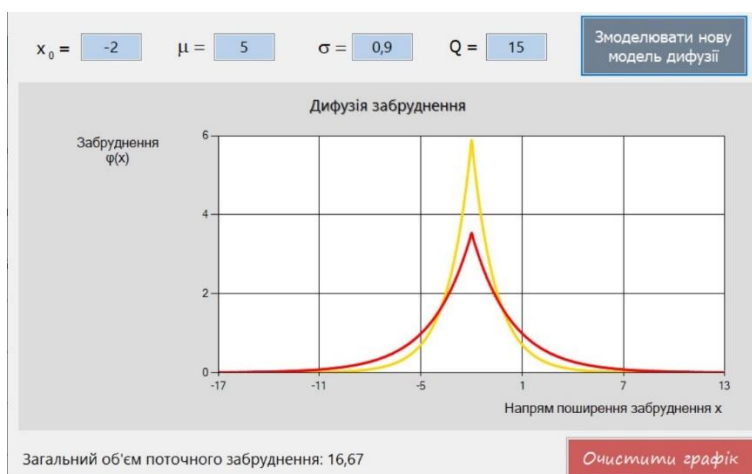 x₀ = -2 μ = 5 σ = 0,9 Q = 15
Змоделювати нову
модель дифузії
Дифузія забруднення
Забруднення
φ(x)
6
4
2
0
-17 -11 -5 1 7 13
Напрям поширення забруднення x
Загальний об'єм поточного забруднення: 16,67
Очистити графік